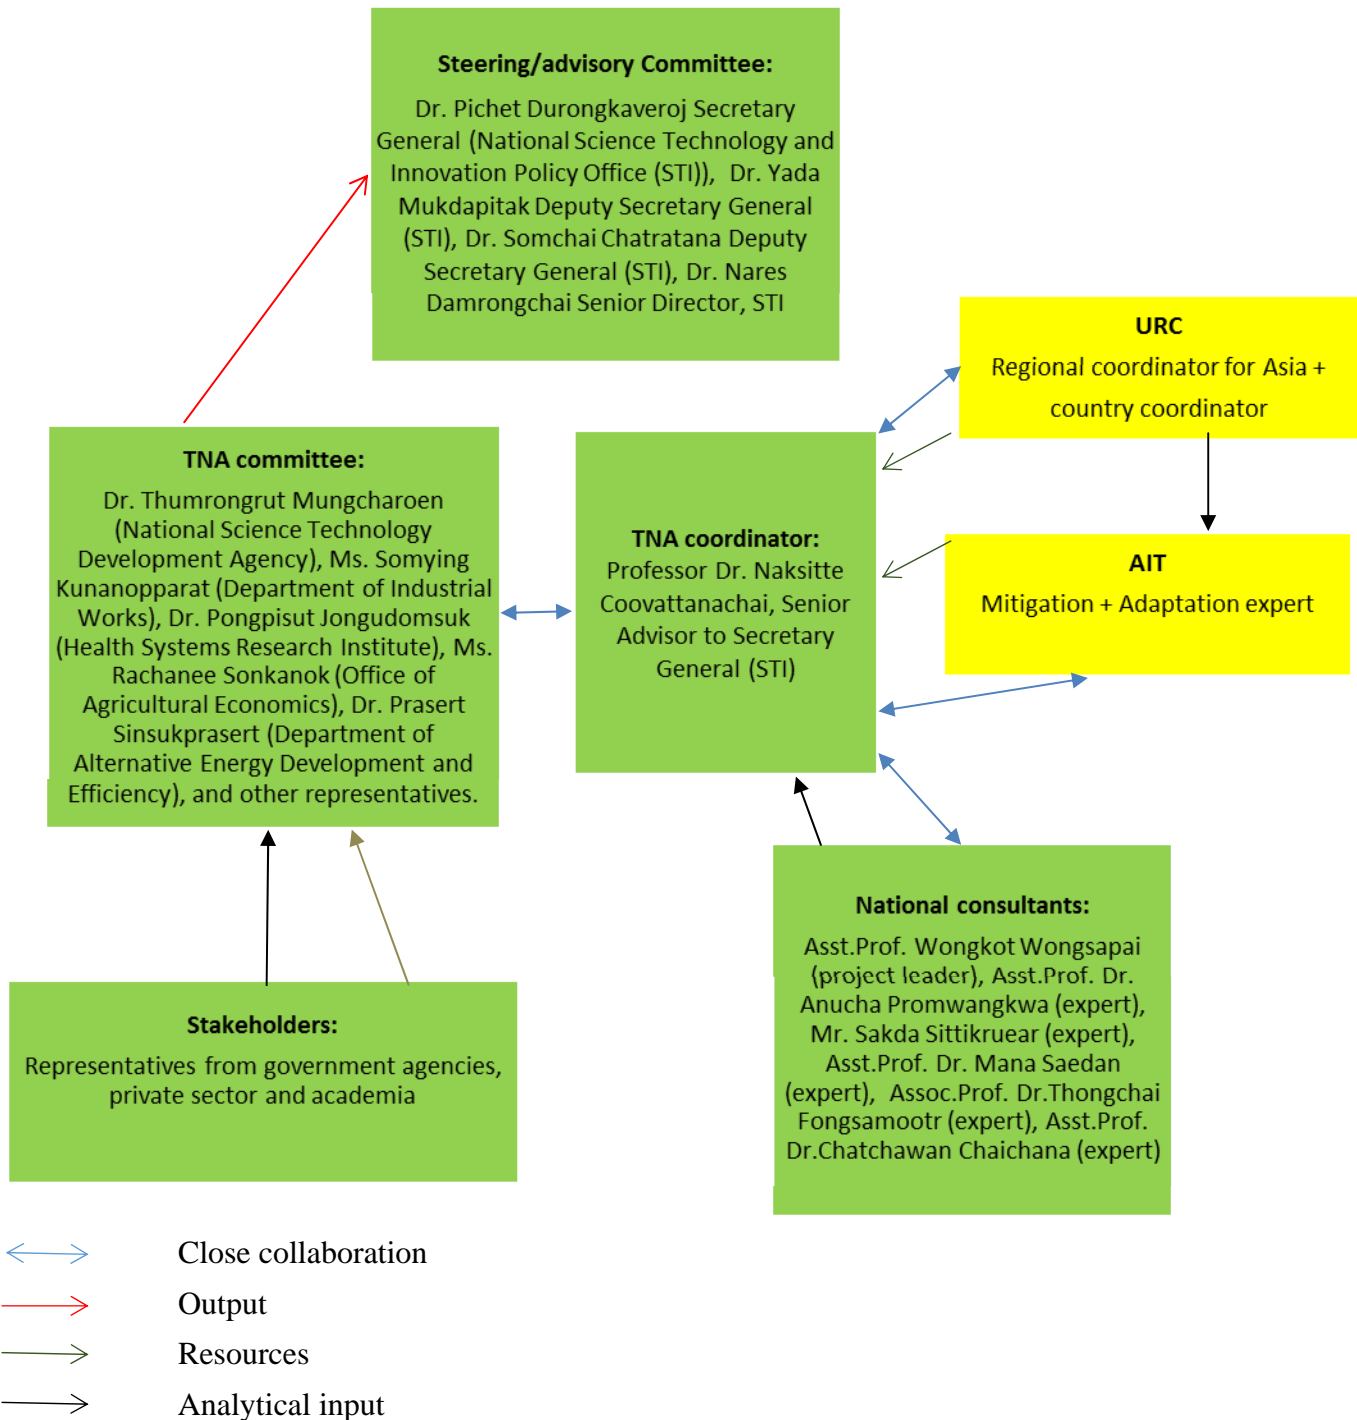 Steering/advisory Committee:
Dr. Pichet Durongkaveroj Secretary
General (National Science Technology and
Innovation Policy Office (STI)), Dr. Yada
Mukdapitak Deputy Secretary General
(STI), Dr. Somchai Chatratana Deputy
Secretary General (STI), Dr. Nares
Damrongchai Senior Director, STI
URC
Regional coordinator for Asia +
country coordinator
TNA committee:
Dr. Thumrongrut Mungcharoen
(National Science Technology
Development Agency), Ms. Somying
Kunanopparat (Department of Industrial
Works), Dr. Pongpisut Jongudomsuk
(Health Systems Research Institute), Ms.
Rachanee Sonkanok (Office of
Agricultural Economics), Dr. Prasert
Sinsukprasert (Department of
Alternative Energy Development and
Efficiency), and other representatives.
TNA coordinator:
Professor Dr. Naksitte
Coovattanachai, Senior
Advisor to Secretary
General (STI)
AIT
Mitigation + Adaptation expert
National consultants:
Asst.Prof. Wongkot Wongsapai
(project leader), Asst.Prof. Dr.
Anucha Promwangkwa (expert),
Mr. Sakda Sittikruear (expert),
Asst.Prof. Dr. Mana Saedan
(expert), Assoc.Prof. Dr.Thongchai
Fongsamootr (expert), Asst.Prof.
Dr.Chatchawan Chaichana (expert)
Stakeholders:
Representatives from government agencies,
private sector and academia
Close collaboration
Output
Resources
Analytical input